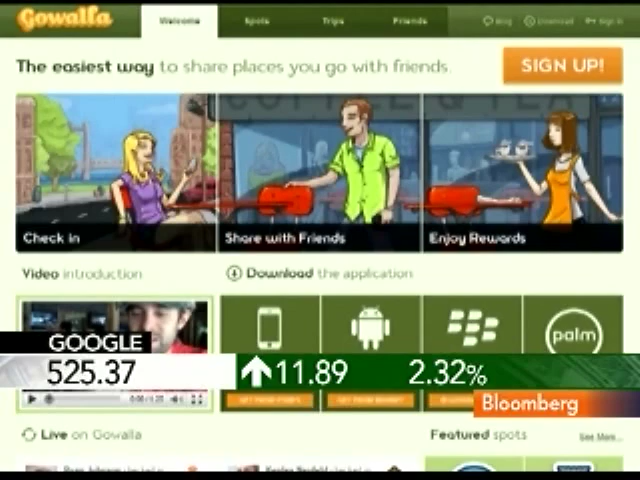 Gowalla
Welcome Spots Trips Friends Blog Download Sign In
The easiest way to share places you go with friends.
SIGN UP!
COFFEE & TEA
Check in
Share with Friends
Enjoy Rewards
Video introduction
Download the application
palm
GOOGLE
525.37 11.89 2.32%
Bloomberg
Live on Gowalla
Featured spots
See More...